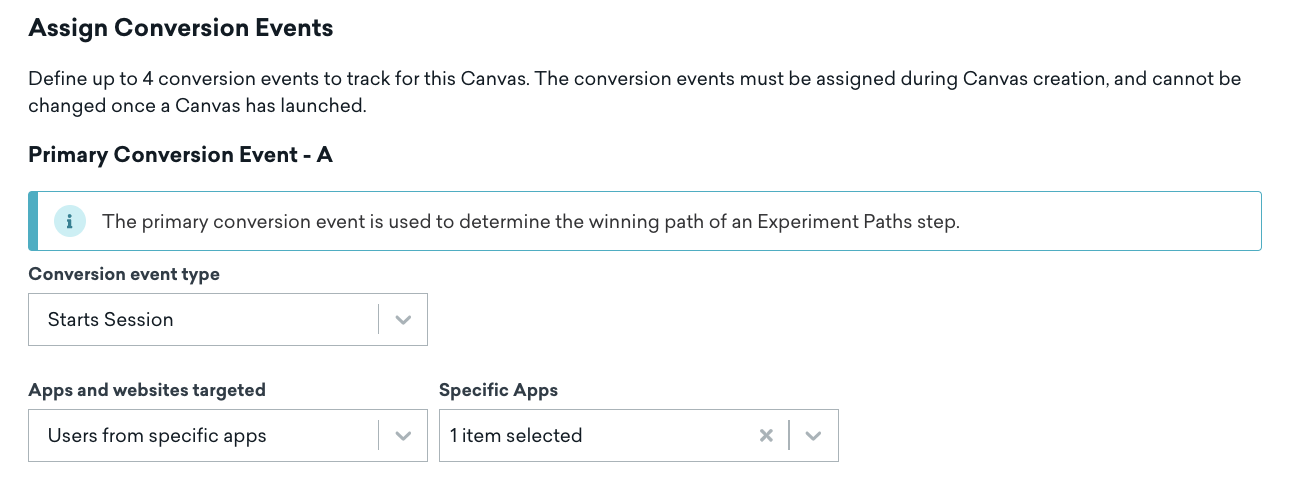 Assign Conversion Events
Define up to 4 conversion events to track for this Canvas. The conversion events must be assigned during Canvas creation, and cannot be
changed once a Canvas has launched.
Primary Conversion Event - A
The primary conversion event is used to determine the winning path of an Experiment Paths step.
Conversion event type
Starts Session
Apps and websites targeted
Specific Apps
Users from specific apps
1 item selected